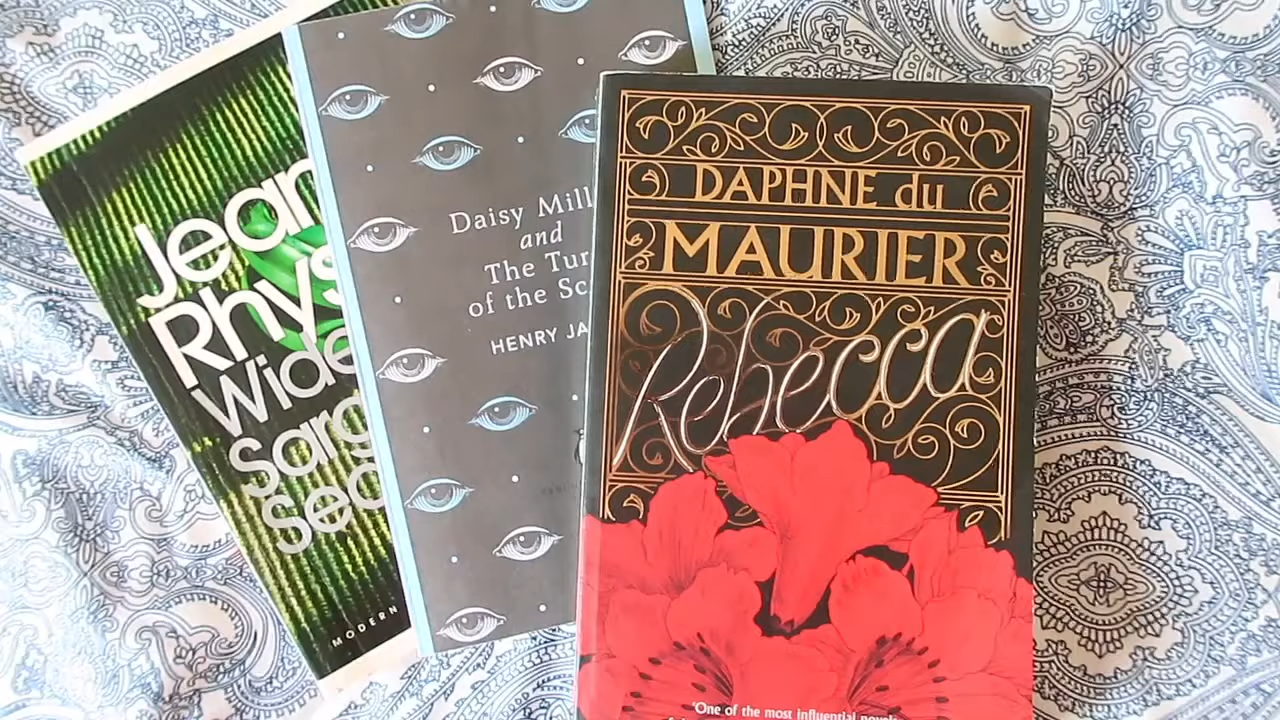 Jean
Rhys
Wide
Sarg
sea
MODERN
Daisy Mill
and
The Tur
of the Sc
HENRY JA
DAPHNE du
MAURIER
Rebecca
'One of the most influential novels